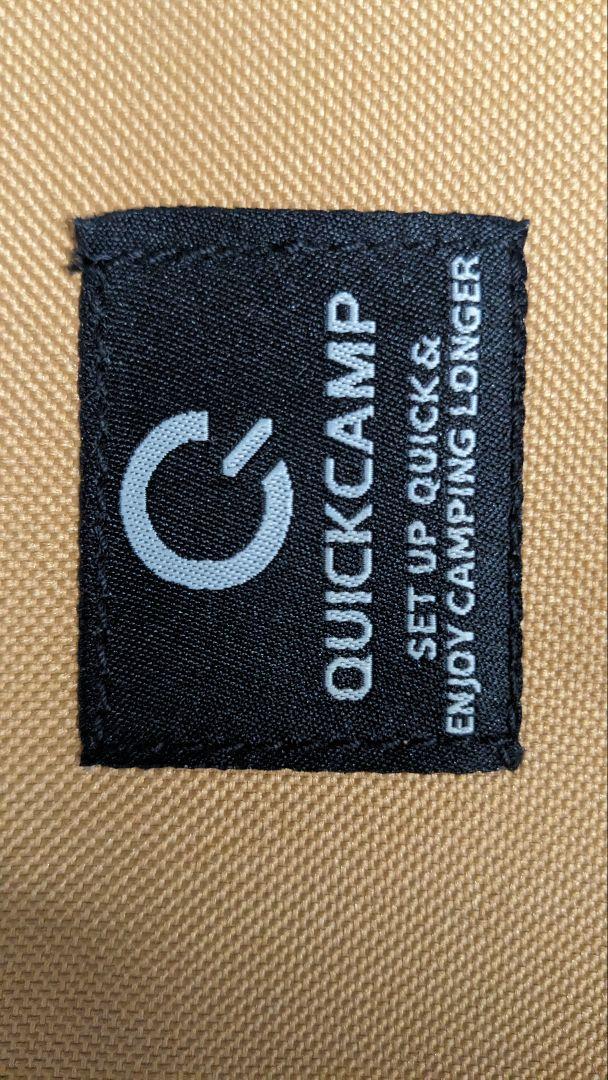 QUICKCAMP
SET UP QUICK &
ENJOY CAMPING LONGER